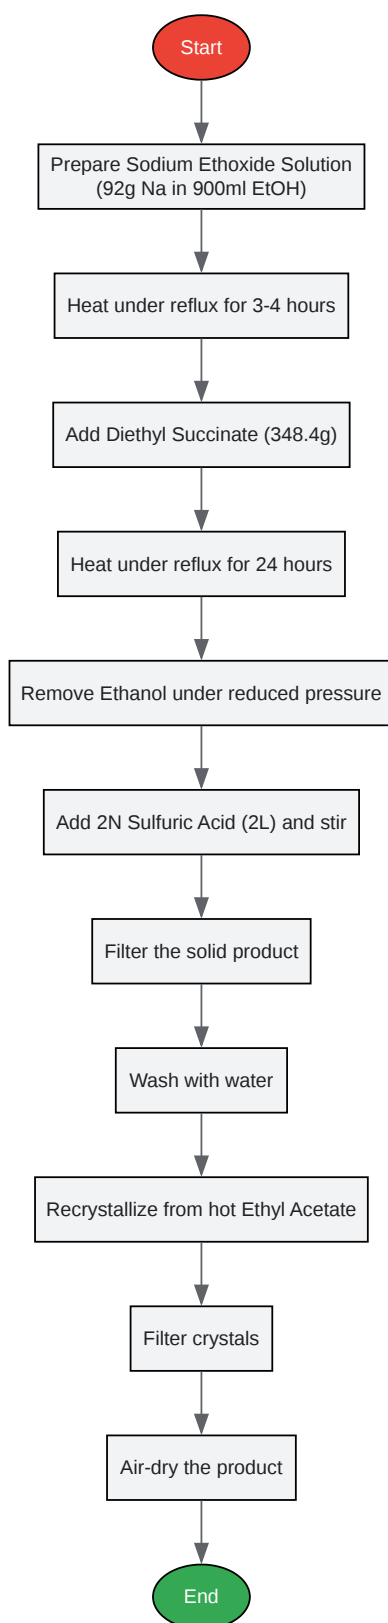 Start
Prepare Sodium Ethoxide Solution
(92g Na in 900ml EtOH)
Heat under reflux for 3-4 hours
Add Diethyl Succinate (348.4g)
Heat under reflux for 24 hours
Remove Ethanol under reduced pressure
Add 2N Sulfuric Acid (2L) and stir
Filter the solid product
Wash with water
Recrystallize from hot Ethyl Acetate
Filter crystals
Air-dry the product
End